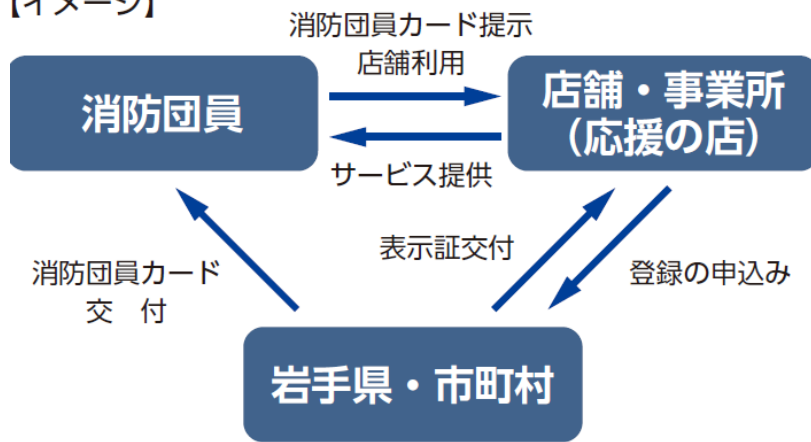 【イメージ】
消防団員カード提示
店舗利用
消防団員
店舗・事業所
(応援の店)
サービス提供
消防団員カード
交　付
表示証交付
登録の申込み
岩手県・市町村